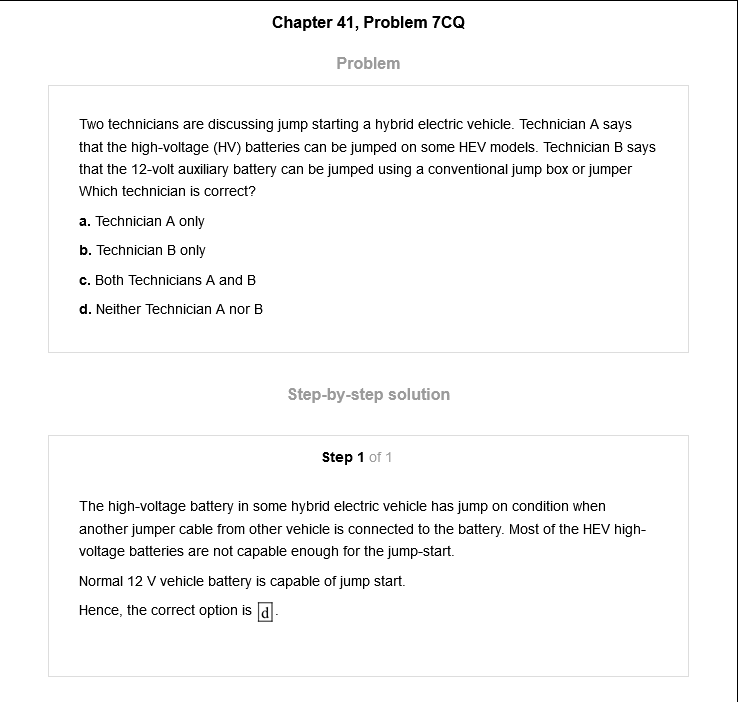 Chapter 41, Problem 7CQ
Problem
Two technicians are discussing jump starting a hybrid electric vehicle. Technician A says
that the high-voltage (HV) batteries can be jumped on some HEV models. Technician B says
that the 12-volt auxiliary battery can be jumped using a conventional jump box or jumper
Which technician is correct?
a. Technician A only
b. Technician B only
c. Both Technicians A and B
d. Neither Technician A nor B
Step-by-step solution
Step 1 of 1
The high-voltage battery in some hybrid electric vehicle has jump on condition when
another jumper cable from other vehicle is connected to the battery. Most of the HEV high-
voltage batteries are not capable enough for the jump-start.
Normal 12 V vehicle battery is capable of jump start.
Hence, the correct option is d.